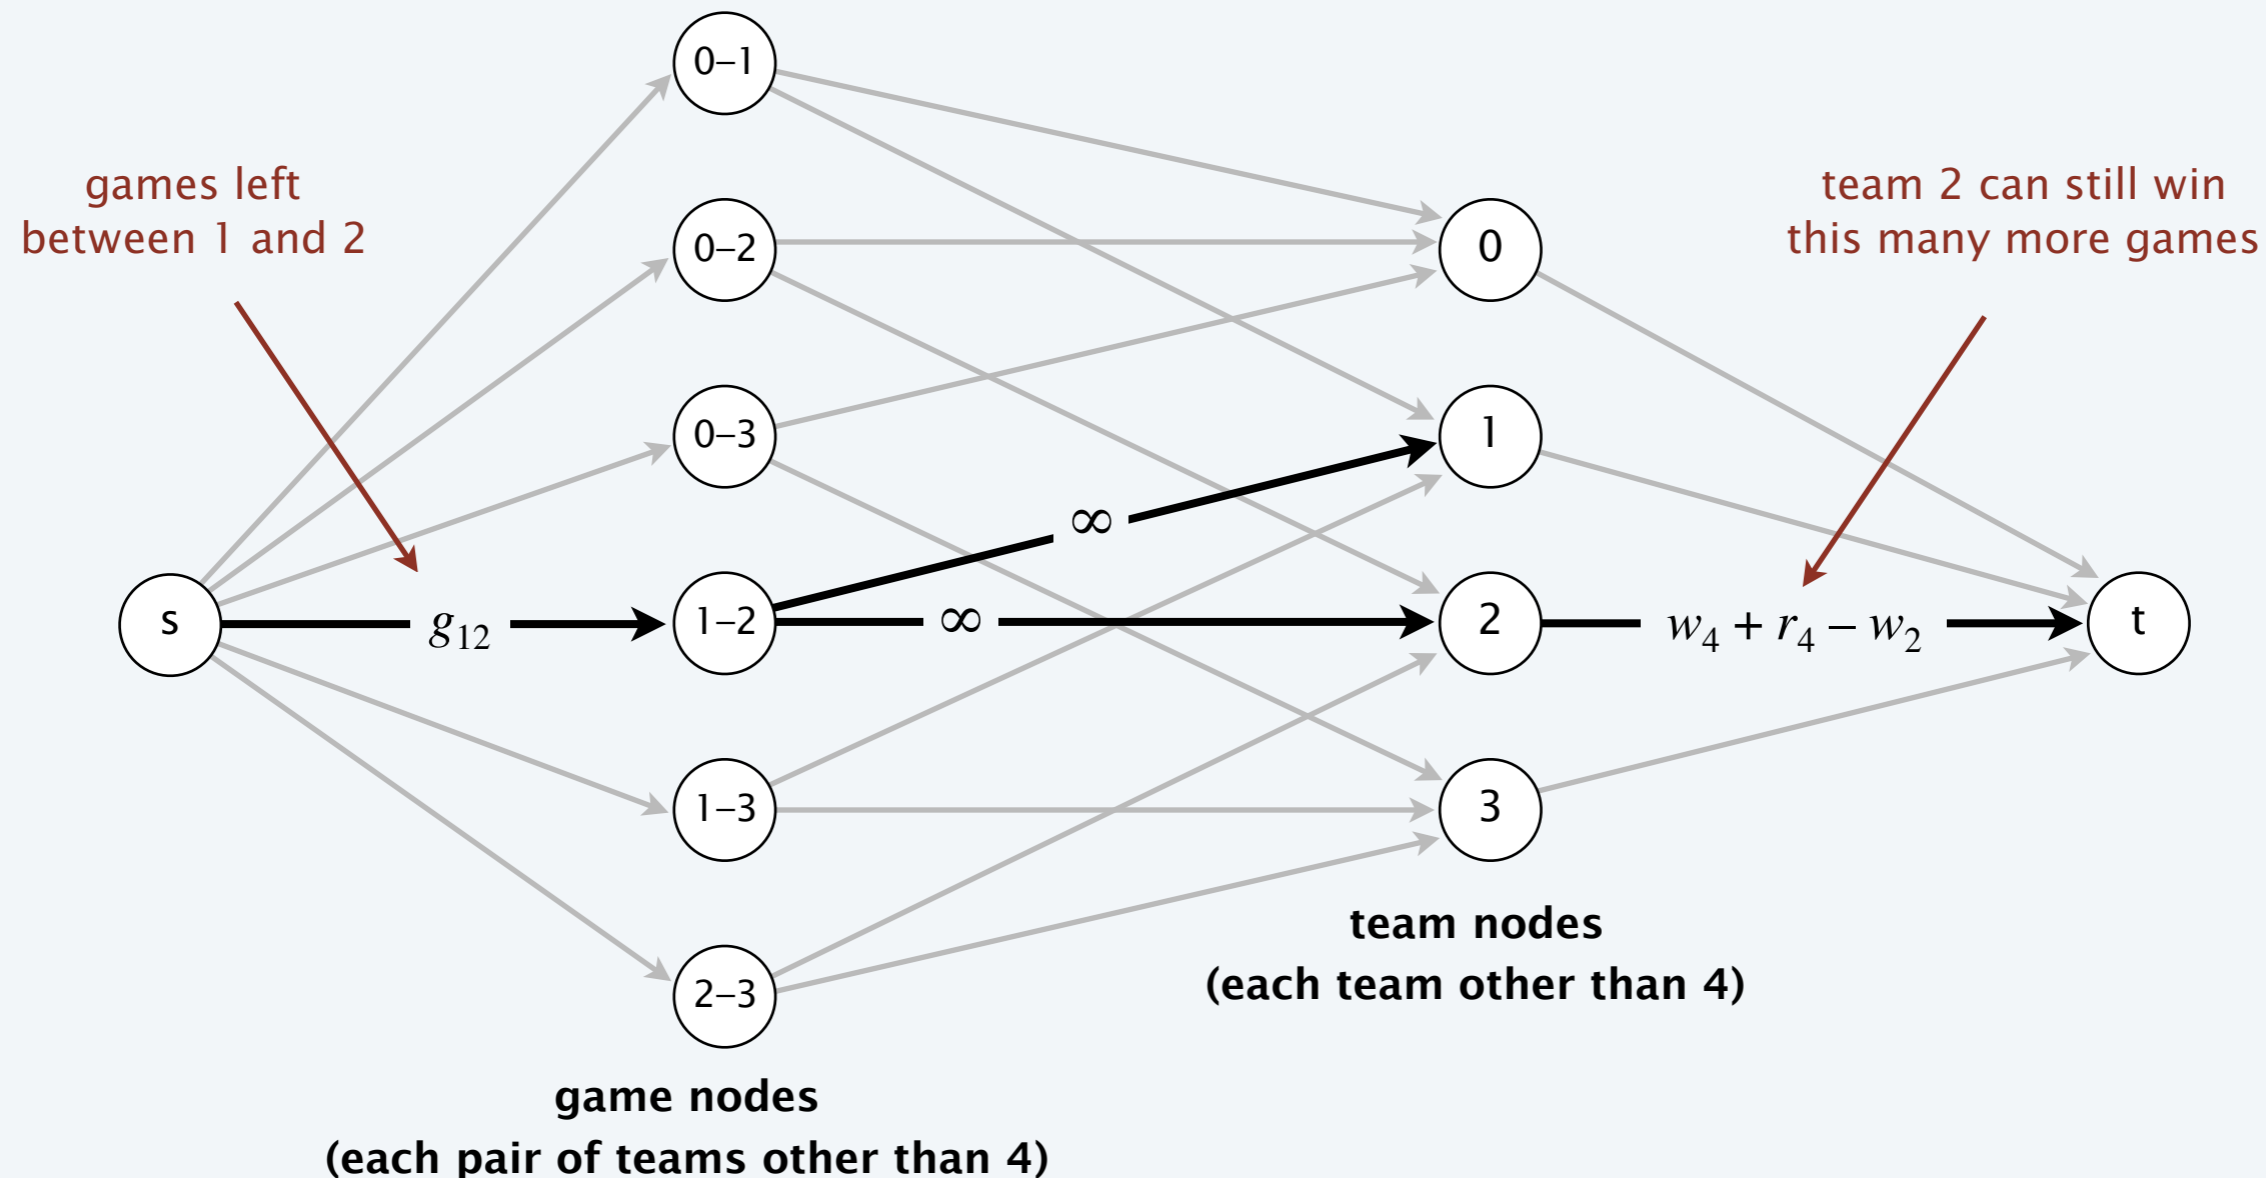 0–1
games left
between 1 and 2
team 2 can still win
this many more games
0–2
0
0–3
1
∞
s
g12
1–2
∞
2
w4 + r4 – w2
t
1–3
3
team nodes
(each team other than 4)
2–3
game nodes
(each pair of teams other than 4)